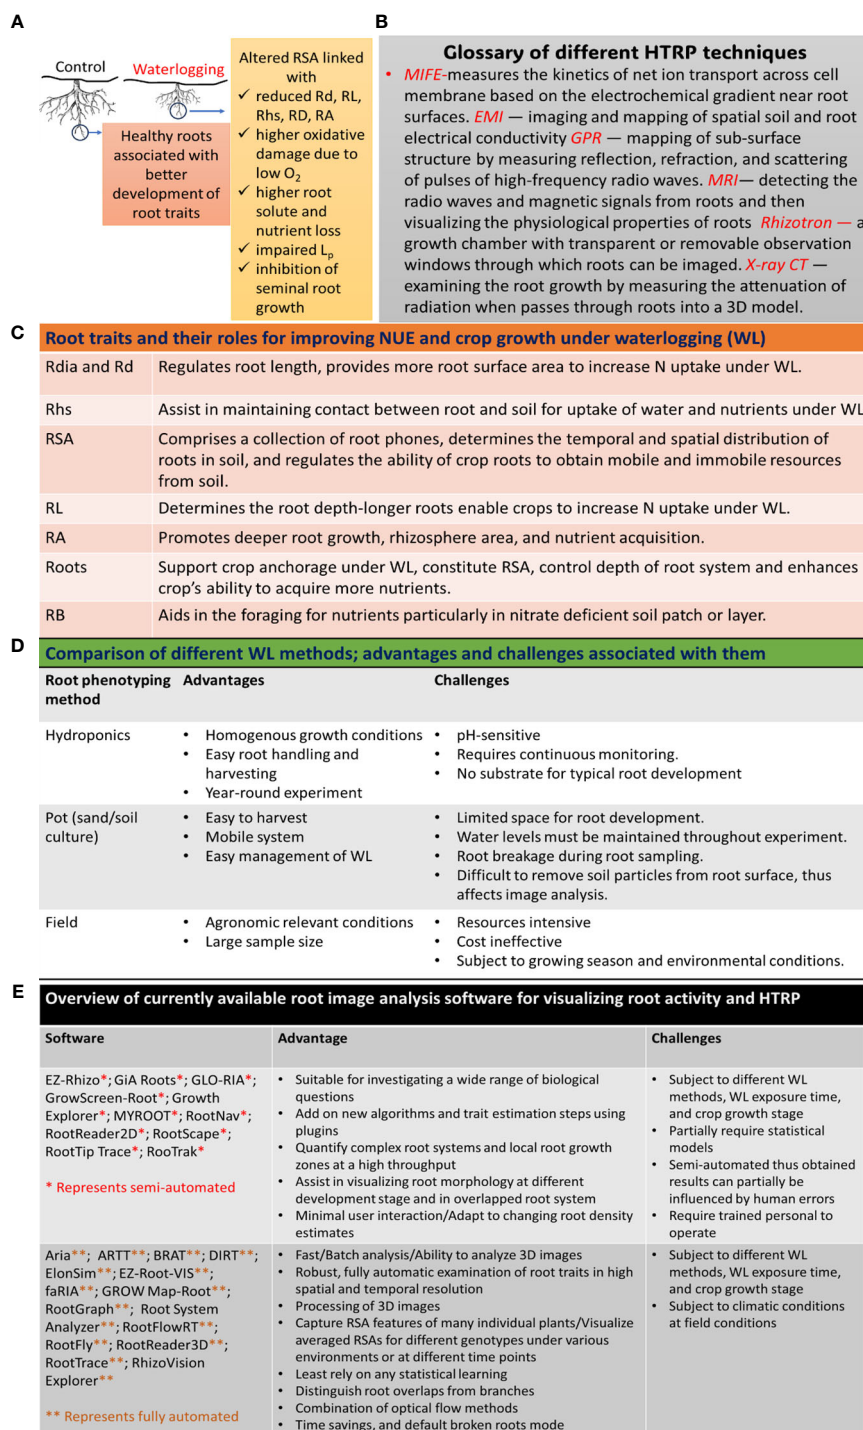 A
Control
Waterlogging
Healthy roots
associated with
better
development of
root traits
Altered RSA linked
with
✓ reduced Rd, RL,
Rhs, RD, RA
✓ higher oxidative
damage due to
low O2
✓ higher root
solute and
nutrient loss
✓ impaired Lp
✓ inhibition of
seminal root
growth
B
Glossary of different HTRP techniques
• MIFE-measures the kinetics of net ion transport across cell
membrane based on the electrochemical gradient near root
surfaces. EMI — imaging and mapping of spatial soil and root
electrical conductivity GPR — mapping of sub-surface
structure by measuring reflection, refraction, and scattering
of pulses of high-frequency radio waves. MRI— detecting the
radio waves and magnetic signals from roots and then
visualizing the physiological properties of roots Rhizotron — a
growth chamber with transparent or removable observation
windows through which roots can be imaged. X-ray CT —
examining the root growth by measuring the attenuation of
radiation when passes through roots into a 3D model.
C
Root traits and their roles for improving NUE and crop growth under waterlogging (WL)
Rdia and Rd Regulates root length, provides more root surface area to increase N uptake under WL.
Rhs Assist in maintaining contact between root and soil for uptake of water and nutrients under WL
RSA Comprises a collection of root phones, determines the temporal and spatial distribution of
roots in soil, and regulates the ability of crop roots to obtain mobile and immobile resources
from soil.
RL Determines the root depth-longer roots enable crops to increase N uptake under WL.
RA Promotes deeper root growth, rhizosphere area, and nutrient acquisition.
Roots Support crop anchorage under WL, constitute RSA, control depth of root system and enhances
crop's ability to acquire more nutrients.
RB Aids in the foraging for nutrients particularly in nitrate deficient soil patch or layer.
D
Comparison of different WL methods; advantages and challenges associated with them
Root phenotyping
method
Advantages
Challenges
Hydroponics
• Homogenous growth conditions
• Easy root handling and
harvesting
• Year-round experiment
• pH-sensitive
• Requires continuous monitoring.
• No substrate for typical root development
Pot (sand/soil
culture)
• Easy to harvest
• Mobile system
• Easy management of WL
• Limited space for root development.
• Water levels must be maintained throughout experiment.
• Root breakage during root sampling.
• Difficult to remove soil particles from root surface, thus
affects image analysis.
Field
• Agronomic relevant conditions
• Large sample size
• Resources intensive
• Cost ineffective
• Subject to growing season and environmental conditions.
E
Overview of currently available root image analysis software for visualizing root activity and HTRP
Software
Advantage
Challenges
EZ-Rhizo*; GiA Roots*; GLO-RIA*;
GrowScreen-Root*; Growth
Explorer*; MYROOT*; RootNav*;
RootReader2D*; RootScape*;
RootTip Trace*; RooTrak*
* Represents semi-automated
• Suitable for investigating a wide range of biological
questions
• Add on new algorithms and trait estimation steps using
plugins
• Quantify complex root systems and local root growth
zones at a high throughput
• Assist in visualizing root morphology at different
development stage and in overlapped root system
• Minimal user interaction/Adapt to changing root density
estimates
• Subject to different WL
methods, WL exposure time,
and crop growth stage
• Partially require statistical
models
• Semi-automated thus obtained
results can partially be
influenced by human errors
• Require trained personal to
operate
Aria**; ARTT**; BRAT**; DIRT**;
ElonSim**; EZ-Root-VIS**;
faRIA**; GROW Map-Root**;
RootGraph**; Root System
Analyzer**; RootFlowRT**;
RootFly**; RootReader3D**;
RootTrace**; RhizoVision
Explorer**
** Represents fully automated
• Fast/Batch analysis/Ability to analyze 3D images
• Robust, fully automatic examination of root traits in high
spatial and temporal resolution
• Processing of 3D images
• Capture RSA features of many individual plants/Visualize
averaged RSAs for different genotypes under various
environments or at different time points
• Least rely on any statistical learning
• Distinguish root overlaps from branches
• Combination of optical flow methods
• Time savings, and default broken roots mode
• Subject to different WL
methods, WL exposure time,
and crop growth stage
• Subject to climatic conditions
at field conditions